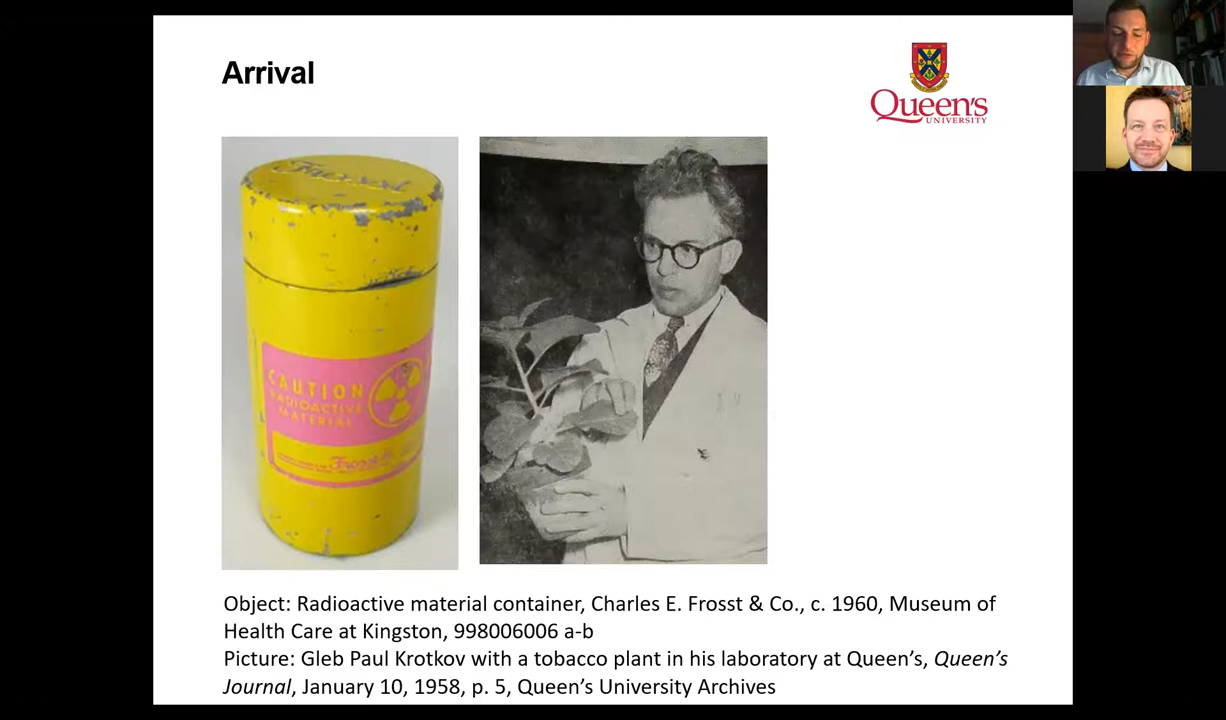 Arrival
Queen's
UNIVERSITY
Frosst
CAUTION
RADIOACTIVE
MATERIAL
Frosst
Object: Radioactive material container, Charles E. Frosst & Co., c. 1960, Museum of
Health Care at Kingston, 998006006 a-b
Picture: Gleb Paul Krotkov with a tobacco plant in his laboratory at Queen’s, Queen’s
Journal, January 10, 1958, p. 5, Queen’s University Archives